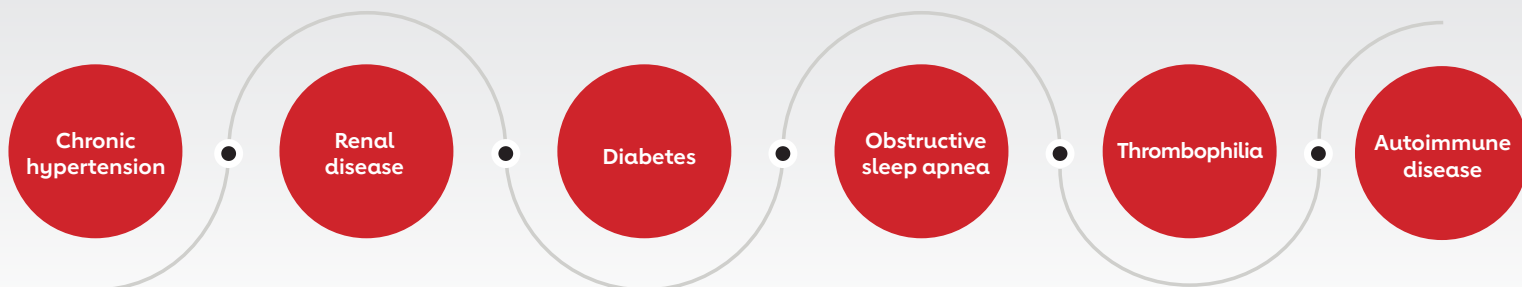 Chronic
hypertension
Renal
disease
Diabetes
Obstructive
sleep apnea
Thrombophilia
Autoimmune
disease